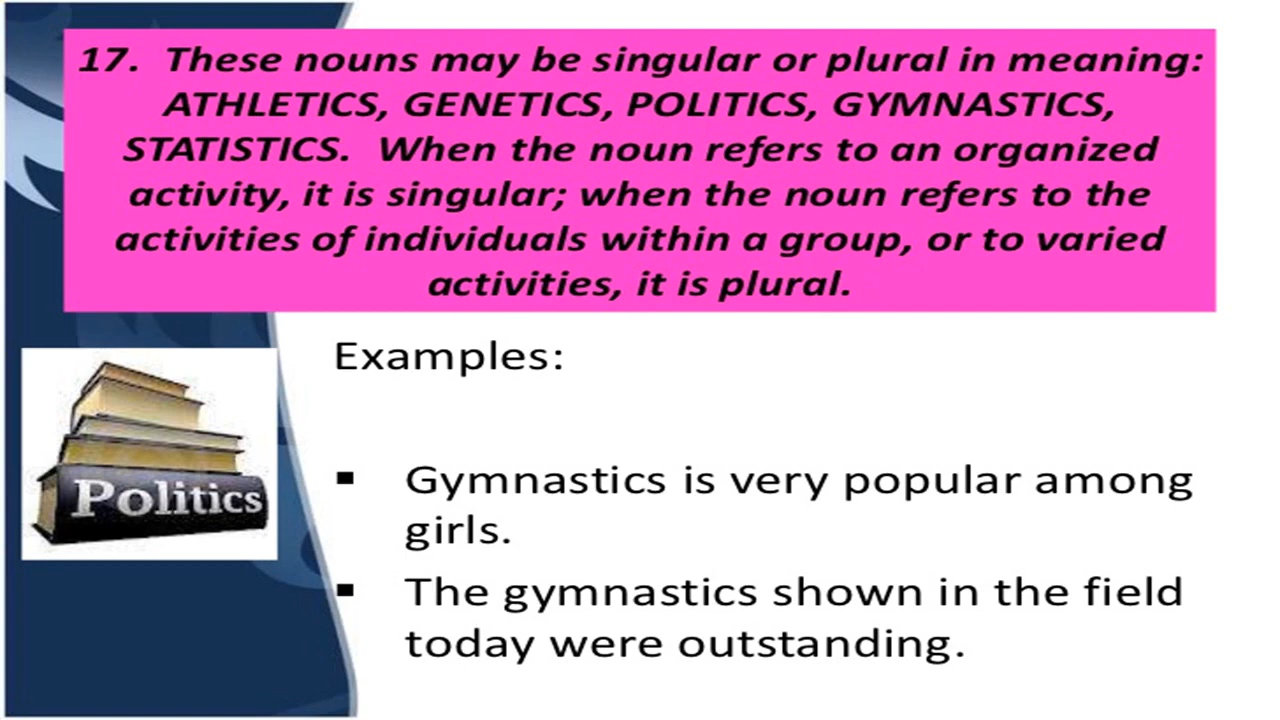 17. These nouns may be singular or plural in meaning:
ATHLETICS, GENETICS, POLITICS, GYMNASTICS,
STATISTICS. When the noun refers to an organized
activity, it is singular; when the noun refers to the
activities of individuals within a group, or to varied
activities, it is plural.
Examples:
Politics
▪ Gymnastics is very popular among
girls.
▪ The gymnastics shown in the field
today were outstanding.